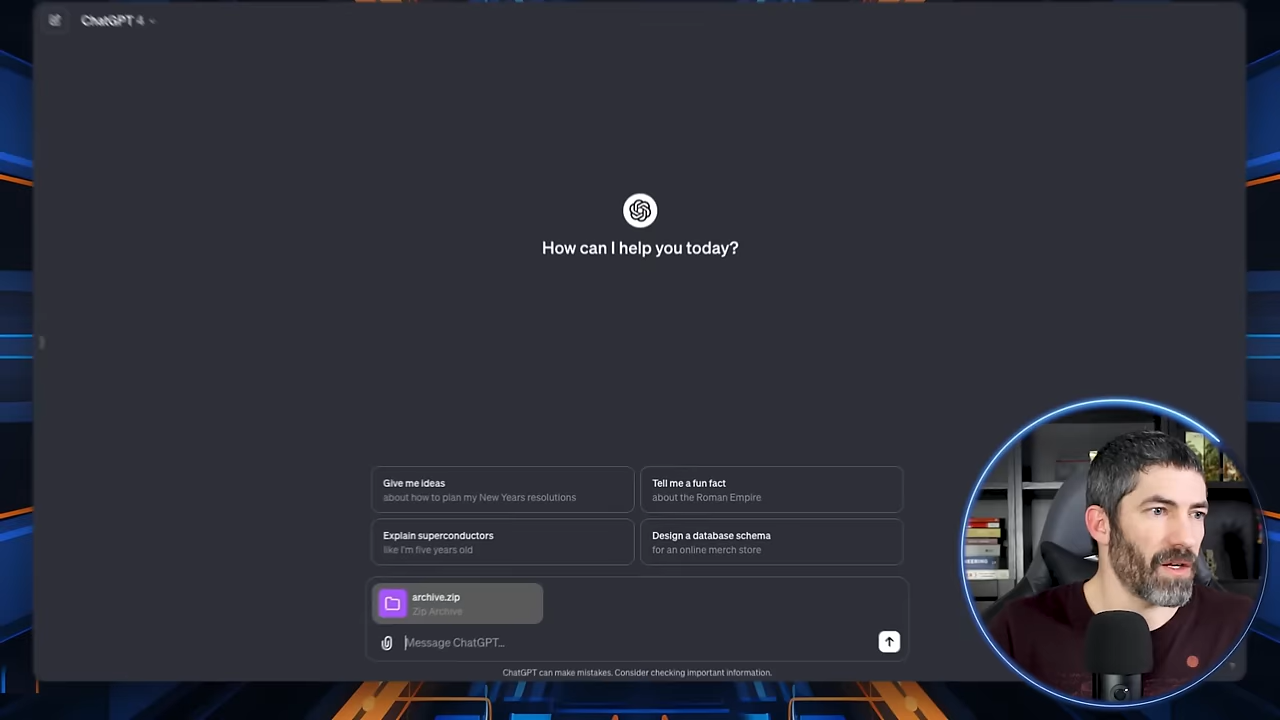 ChatGPT 4
How can I help you today?
Give me ideas
about how to plan my New Years resolutions
Tell me a fun fact
about the Roman Empire
Explain superconductors
like I'm five years old
Design a database schema
for an online merch store
archive.zip
Zip Archive
Message ChatGPT...
ChatGPT can make mistakes. Consider checking important information.